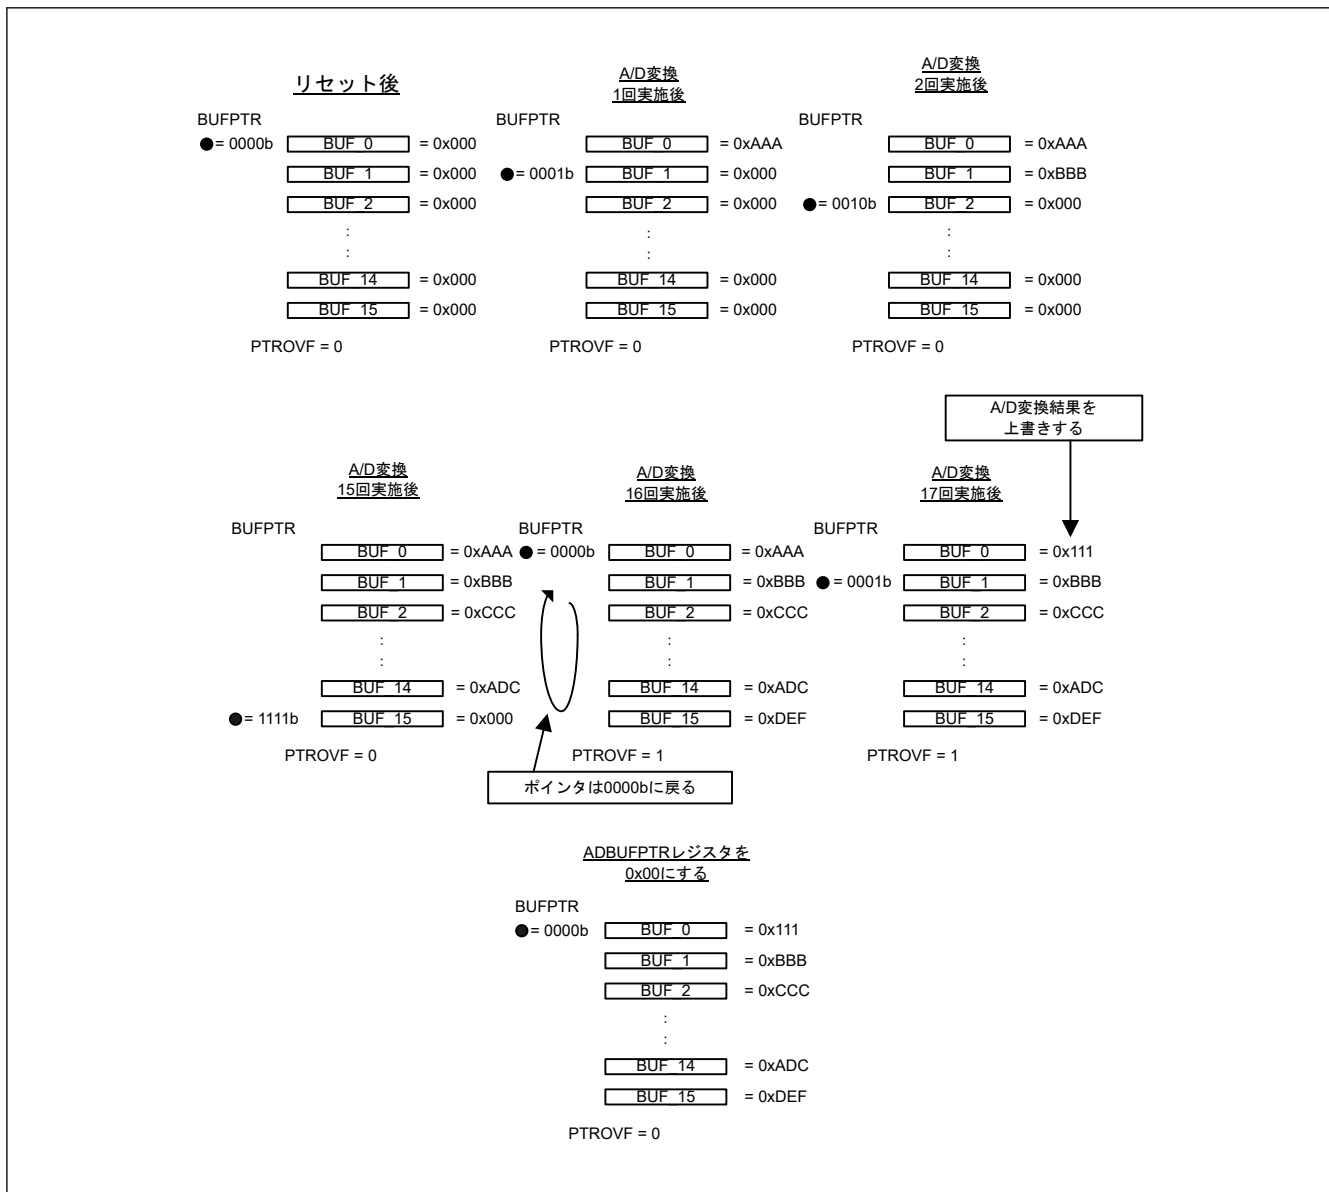 リセット後
BUFPTR
= 0000b BUF_0 = 0x000
BUF_1 = 0x000
BUF_2 = 0x000
:
:
BUF_14 = 0x000
BUF_15 = 0x000
PTROVF = 0
A/D変換
1回実施後
BUFPTR
BUF_0 = 0xAAA
= 0001b BUF_1 = 0x000
BUF_2 = 0x000
:
:
BUF_14 = 0x000
BUF_15 = 0x000
PTROVF = 0
A/D変換
2回実施後
BUFPTR
BUF_0 = 0xAAA
BUF_1 = 0xBBB
= 0010b BUF_2 = 0x000
:
:
BUF_14 = 0x000
BUF_15 = 0x000
PTROVF = 0
A/D変換
15回実施後
BUFPTR
BUF_0 = 0xAAA
BUF_1 = 0xBBB
BUF_2 = 0xCCC
:
:
BUF_14 = 0xADC
= 1111b BUF_15 = 0x000
PTROVF = 0
A/D変換
16回実施後
BUFPTR
= 0000b BUF_0 = 0xAAA
BUF_1 = 0xBBB
BUF_2 = 0xCCC
:
:
BUF_14 = 0xADC
BUF_15 = 0xDEF
PTROVF = 1
ポインタは0000bに戻る
A/D変換結果を
上書きする
A/D変換
17回実施後
BUFPTR
BUF_0 = 0x111
= 0001b BUF_1 = 0xBBB
BUF_2 = 0xCCC
:
:
BUF_14 = 0xADC
BUF_15 = 0xDEF
PTROVF = 1
ADBUFPTRレジスタを
0x00にする
BUFPTR
= 0000b BUF_0 = 0x111
BUF_1 = 0xBBB
BUF_2 = 0xCCC
:
:
BUF_14 = 0xADC
BUF_15 = 0xDEF
PTROVF = 0